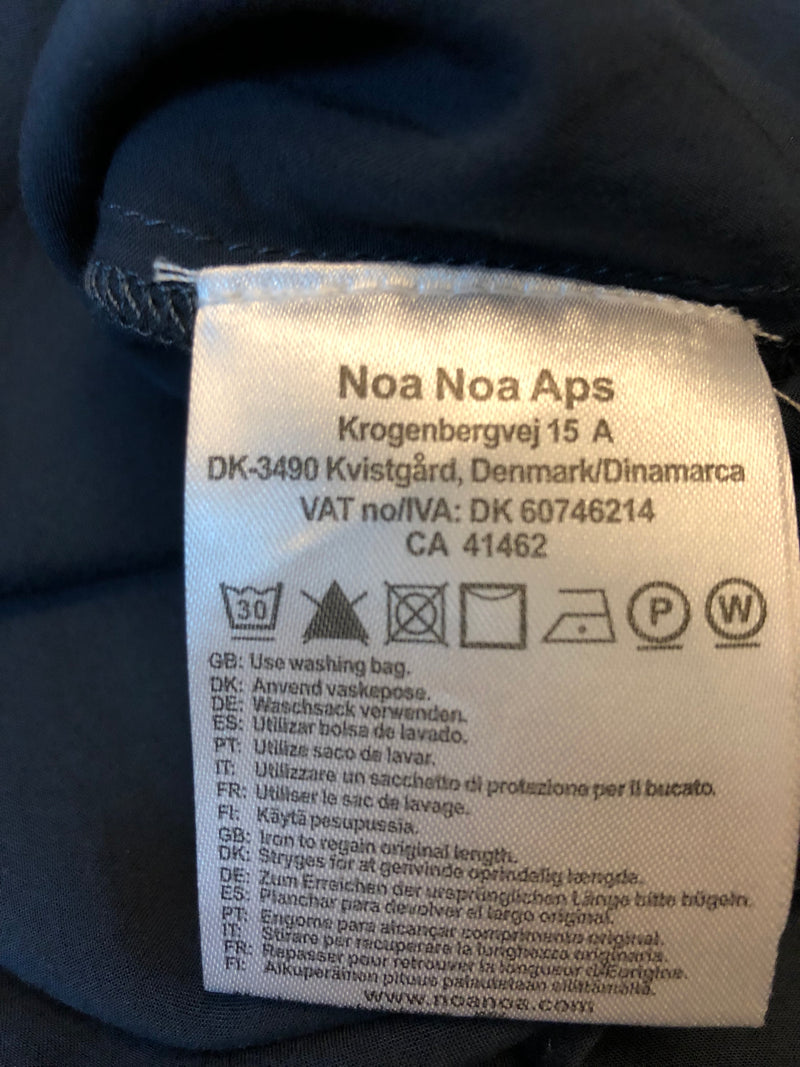 Noa Noa Aps
Krogenbergvej 15 A
DK-3490 Kvistgård, Denmark/Dinamarca
VAT no/IVA: DK 60746214
CA 41462
30 P W
GB: Use washing bag.
DK: Anvend vaskepose.
DE: Waschsack verwenden.
ES: Utilizar bolsa de lavado.
PT: Utilize saco de lavar.
IT: Utilizzare un sacchetto di protezione per il bucato.
FR: Utiliser le sac de lavage.
FI: Käytä pesupussia.
GB: Iron to regain original length.
DK: Stryges for at genvinde oprindelig længde.
DE: Zum Erreichen der ursprünglichen Länge bitte bügeln.
ES: Planchar para devolver el largo original.
PT: Engome para alcançar comprimento original.
IT: Stirare per recuperare la lunghezza originaria.
FR: Repasser pour retrouver la longueur d/Eorigine.
FI: Alkuperäinen pituus palautetaan silittämällä.
www.noanoa.com